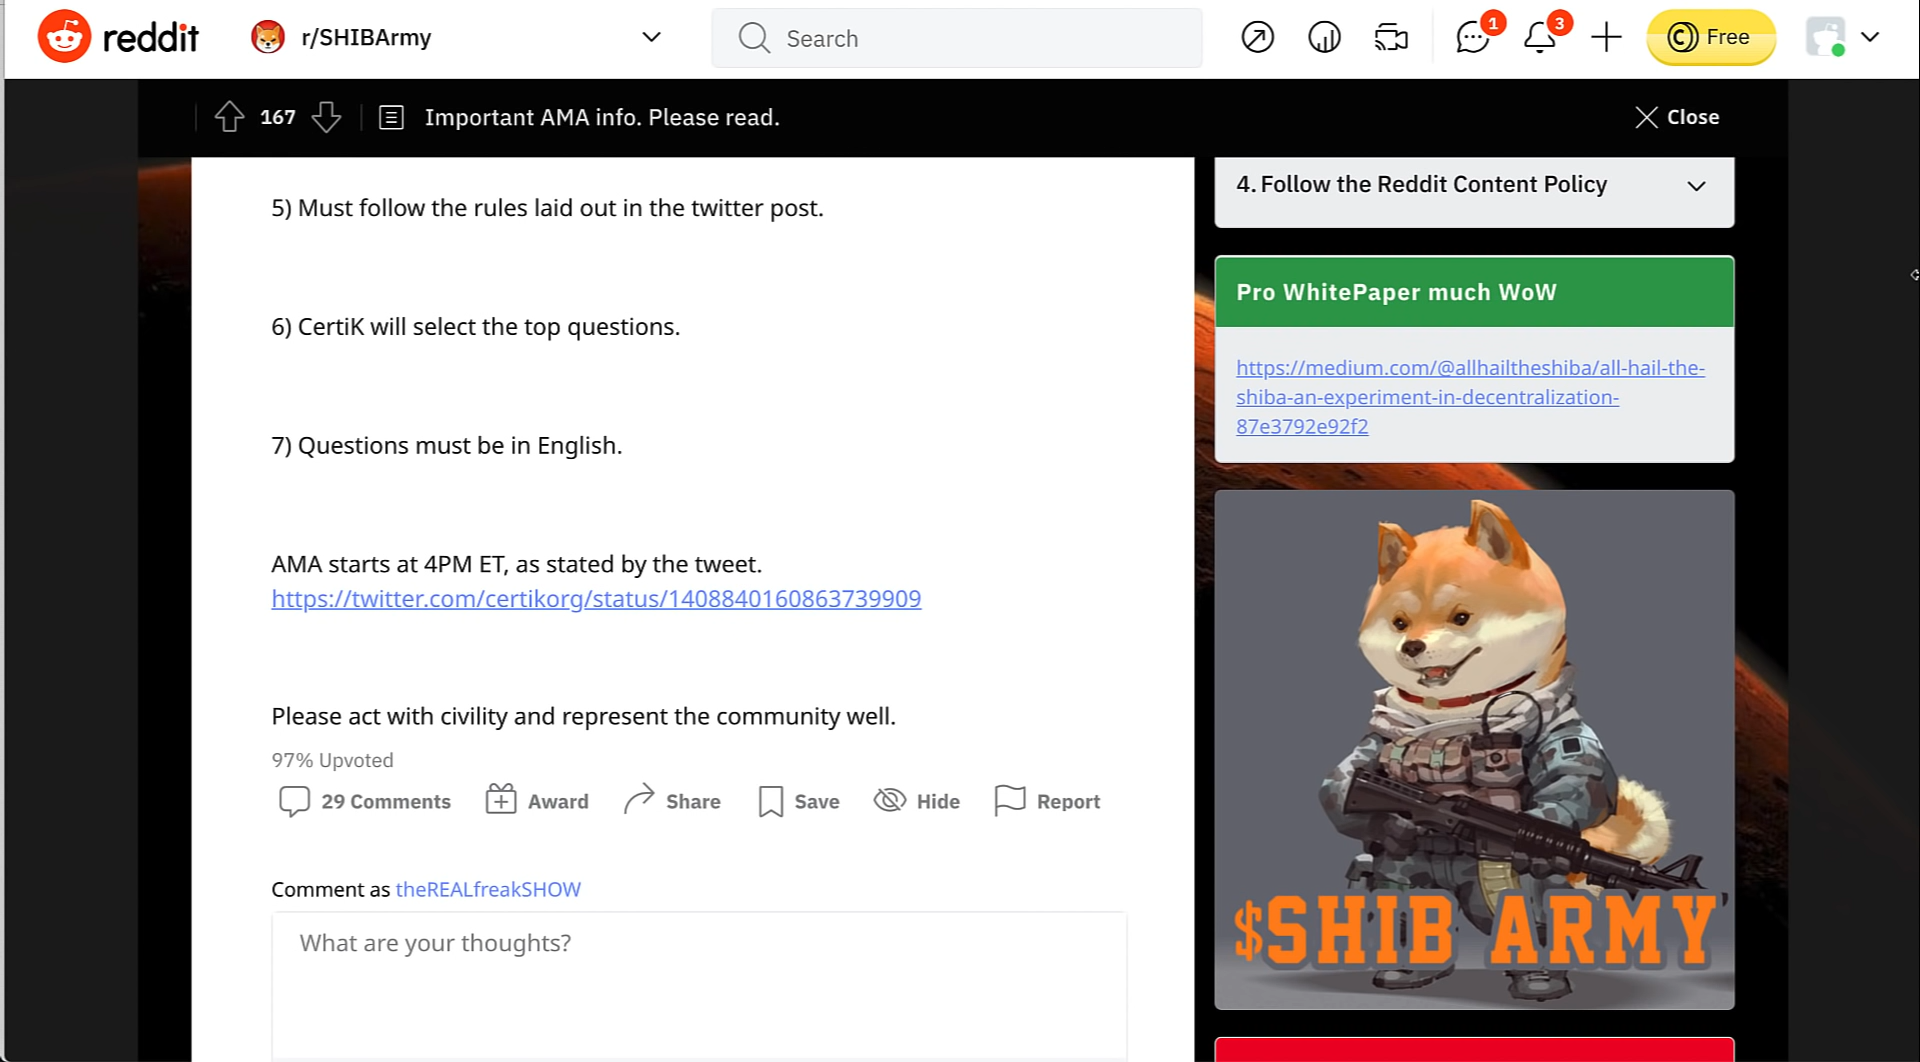 reddit
r/SHIBArmy
Search
1
3
Free
167
Important AMA info. Please read.
Close
5) Must follow the rules laid out in the twitter post.
6) CertiK will select the top questions.
7) Questions must be in English.
AMA starts at 4PM ET, as stated by the tweet.
https://twitter.com/certikorg/status/1408840160863739909
Please act with civility and represent the community well.
97% Upvoted
29 Comments
Award
Share
Save
Hide
Report
Comment as theREALfreakSHOW
What are your thoughts?
4. Follow the Reddit Content Policy
Pro WhitePaper much WoW
https://medium.com/@allhailtheshiba/all-hail-the-
shiba-an-experiment-in-decentralization-
87e3792e92f2
$SHIB ARMY